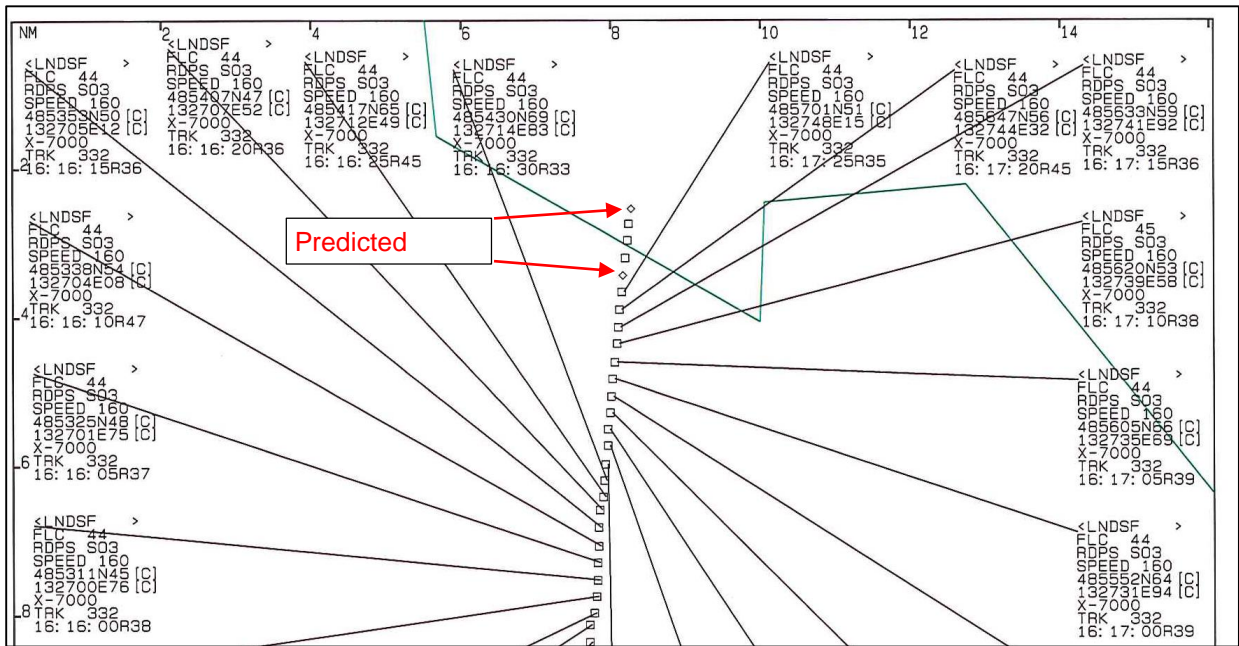 NM 2 4 6 8 10 12 14
<LNDSF >
FLC 44
RDPS S03
SPEED 160
485353N50 [C]
132705E12 [C]
X-7000
TRK 332
16:16:15R36
<LNDSF >
FLC 44
RDPS S03
SPEED 160
485407N47 [C]
[C]
X-7000
TRK 332
16:16:20R36
<LNDSF >
FLC 44
RDPS S03
SPEED 160
485417N65 [C]
132712E49 [C]
X-7000
TRK 332
16:16:25R45
<LNDSF >
FLC 44
RDPS S03
SPEED 160
485430N69 [C]
132714E63 [C]
X-7000
TRK 332
16:16:30R33
<LNDSF >
FLC 44
RDPS S03
SPEED 160
485701N51 [C]
132748E15 [C]
X-7000
TRK 332
16:17:25R35
<LNDSF >
FLC 44
RDPS S03
SPEED 160
485647N56 [C]
132744E32 [C]
X-7000
TRK 332
16:17:20R45
<LNDSF >
FLC 44
RDPS S03
SPEED 160
485633N59 [C]
132741E92 [C]
X-7000
TRK 332
16:17:15R36
2
<LNDSF >
FLC 44
RDPS S03
SPEED 160
485338N54 [C]
132704E08 [C]
X-7000
TRK 332
16:16:10R47
Predicted
<LNDSF >
FLC 45
RDPS S03
SPEED 160
485620N53 [C]
132739E58 [C]
X-7000
TRK 332
16:17:10R38
4
<LNDSF >
FLC 44
RDPS S03
SPEED 160
485325N48 [C]
132701E75 [C]
X-7000
TRK 332
16:16:05R37
<LNDSF >
FLC 44
RDPS S03
SPEED 160
485605N66 [C]
132735E69 [C]
X-7000
TRK 332
16:17:05R39
6
<LNDSF >
FLC 44
RDPS S03
SPEED 160
485311N45 [C]
132700E76 [C]
X-7000
TRK 332
16:16:00R38
<LNDSF >
FLC 44
RDPS S03
SPEED 160
485552N64 [C]
132731E94 [C]
X-7000
TRK 332
16:17:00R39
8